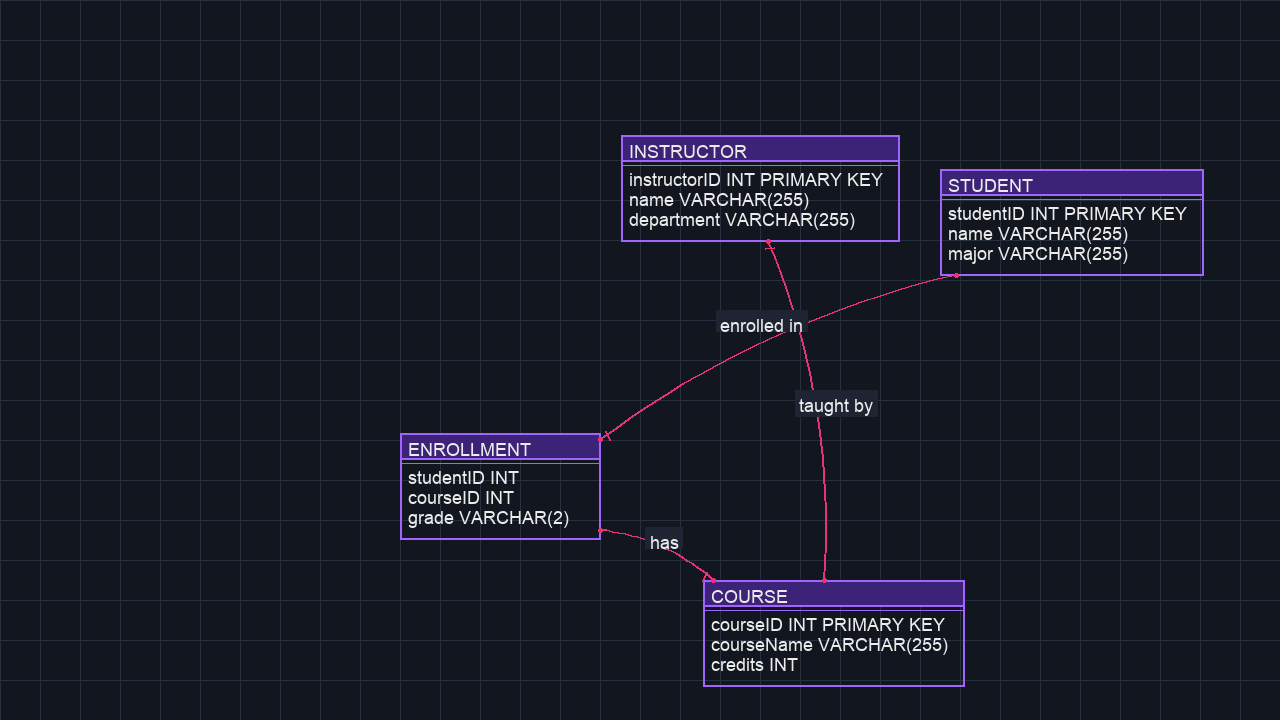 INSTRUCTOR
instructorID INT PRIMARY KEY
name VARCHAR(255)
department VARCHAR(255)
STUDENT
studentID INT PRIMARY KEY
name VARCHAR(255)
major VARCHAR(255)
enrolled in
taught by
ENROLLMENT
studentID INT
courseID INT
grade VARCHAR(2)
has
COURSE
courseID INT PRIMARY KEY
courseName VARCHAR(255)
credits INT